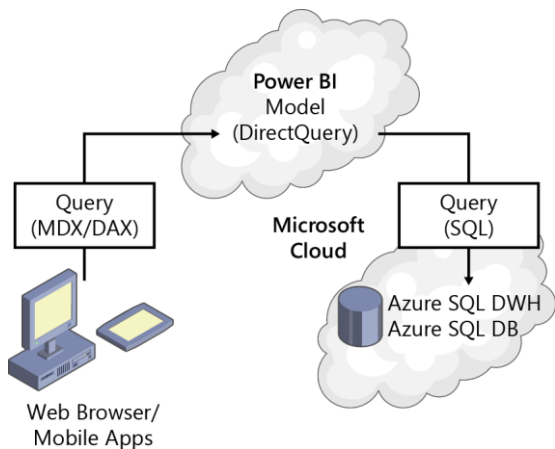 Power BI
Model
(DirectQuery)
Query
(MDX/DAX)
Microsoft
Cloud
Query
(SQL)
Azure SQL DWH
Azure SQL DB
Web Browser/
Mobile Apps